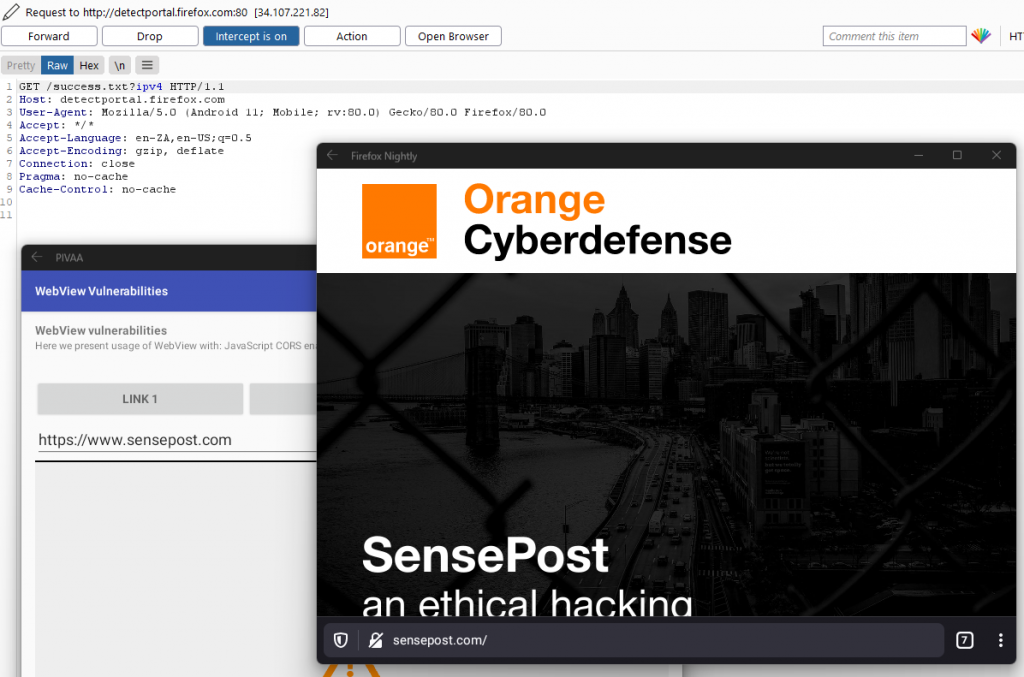 Request to http://detectportal.firefox.com:80 [34.107.221.82]
Forward Drop Intercept is on Action Open Browser Comment this item HT
Pretty Raw Hex \n
1 GET /success.txt?ipv4 HTTP/1.1
2 Host: detectportal.firefox.com
3 User-Agent: Mozilla/5.0 (Android 11; Mobile; rv:80.0) Gecko/80.0 Firefox/80.0
4 Accept: */*
5 Accept-Language: en-ZA,en-US;q=0.5
6 Accept-Encoding: gzip, deflate
7 Connection: close
8 Pragma: no-cache
9 Cache-Control: no-cache
10
11
PIVAA
WebView Vulnerabilities
WebView vulnerabilities
Here we present usage of WebView with: JavaScript CORS en
LINK 1
https://www.sensepost.com
Firefox Nightly
orange™
Orange
Cyberdefense
SensePost
an ethical hacking
sensepost.com/
7